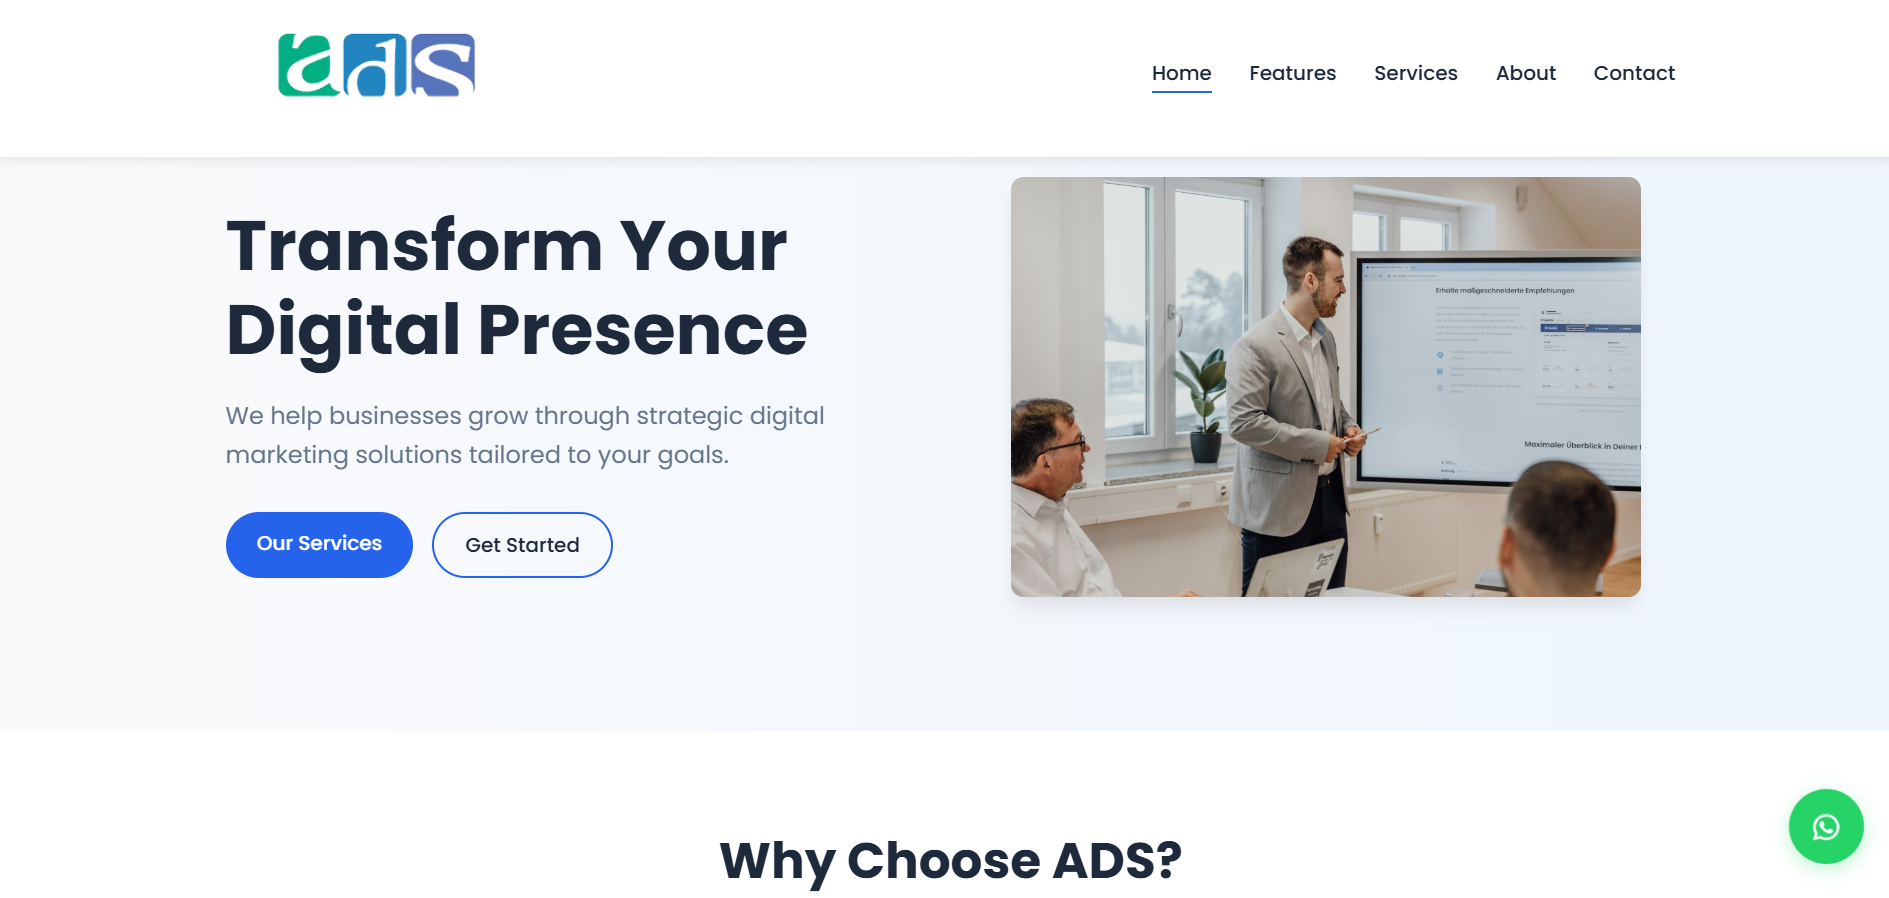 ads
Home Features Services About Contact
Transform Your
Digital Presence
We help businesses grow through strategic digital
marketing solutions tailored to your goals.
Our Services Get Started
Erhalte maßgeschneiderte Empfehlungen
Maximaler Überblick in Deiner
Why Choose ADS?